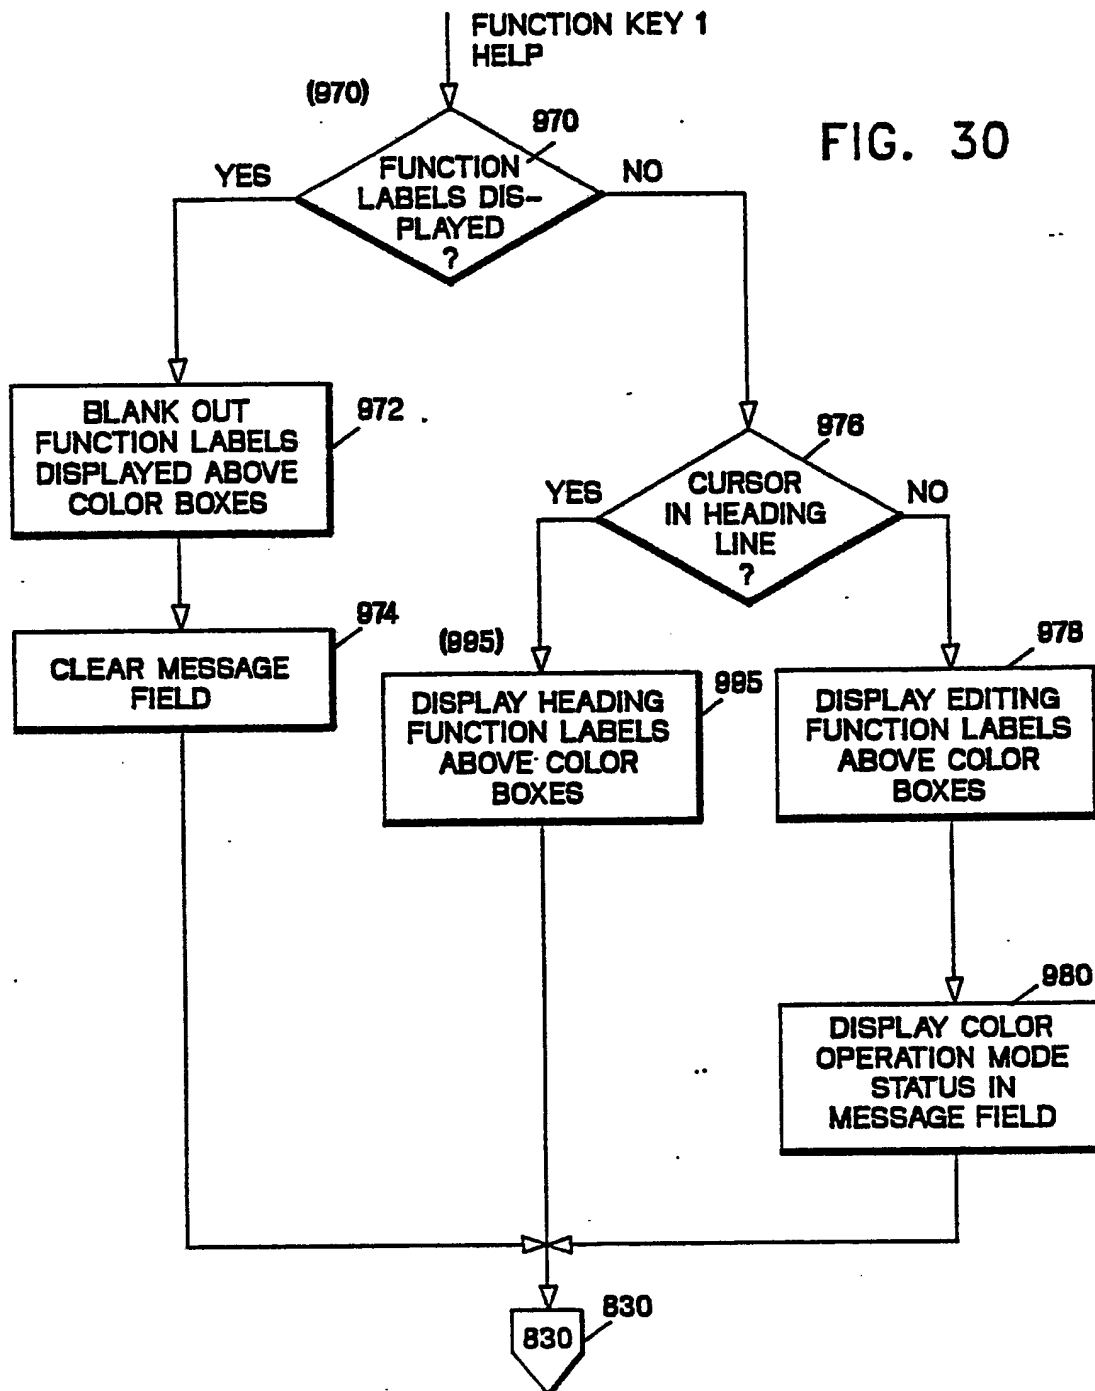 FUNCTION KEY 1
HELP
(970)
970
FIG. 30
FUNCTION
LABELS DIS-
PLAYED
?
YES
NO
BLANK OUT
FUNCTION LABELS
DISPLAYED ABOVE
COLOR BOXES
972
976
CURSOR
IN HEADING
LINE
?
YES
NO
974
CLEAR MESSAGE
FIELD
(995)
995
DISPLAY HEADING
FUNCTION LABELS
ABOVE COLOR
BOXES
978
DISPLAY EDITING
FUNCTION LABELS
ABOVE COLOR
BOXES
980
DISPLAY COLOR
OPERATION MODE
STATUS IN
MESSAGE FIELD
830
830